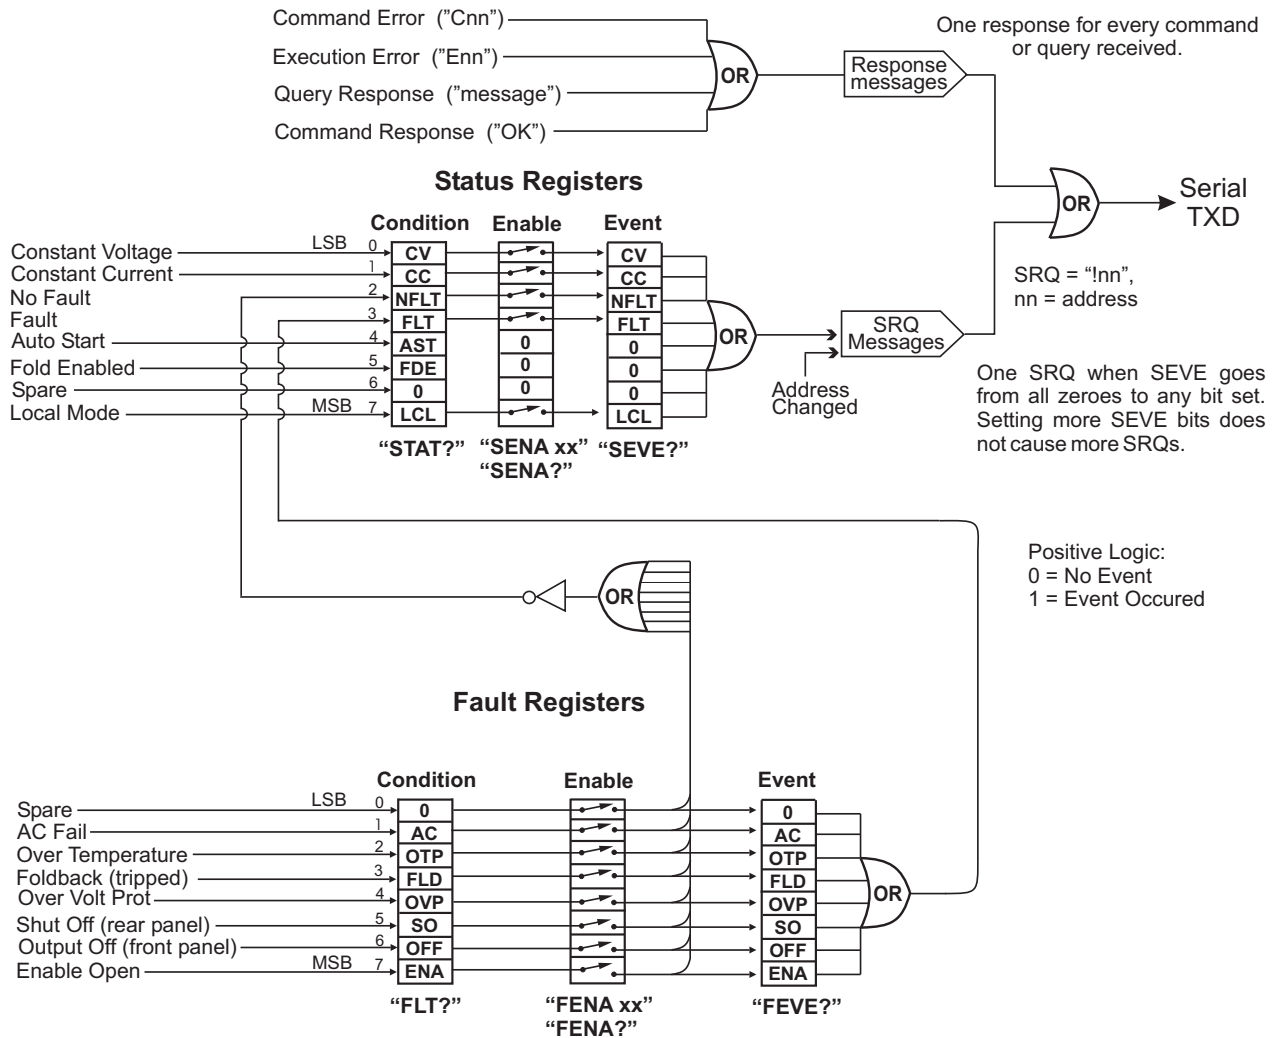 Command Error (”Cnn”)
Execution Error (”Enn”)
Query Response (”message”)
Command Response (”OK”)
OR
Response
messages
One response for every command
or query received.
OR
Serial
TXD
Status Registers
Condition
Enable
Event
Constant Voltage
LSB
0
CV
CV
Constant Current
1
CC
CC
No Fault
2
NFLT
NFLT
Fault
3
FLT
FLT
Auto Start
4
AST
0
0
Fold Enabled
5
FDE
0
0
Spare
6
0
0
0
Local Mode
MSB
7
LCL
LCL
“STAT?”
“SENA xx”
“SENA?”
“SEVE?”
OR
SRQ
Messages
Address
Changed
SRQ = “!nn”,
nn = address
One SRQ when SEVE goes
from all zeroes to any bit set.
Setting more SEVE bits does
not cause more SRQs.
Positive Logic:
0 = No Event
1 = Event Occured
OR
Fault Registers
Condition
Enable
Event
Spare
LSB
0
0
0
AC Fail
1
AC
AC
Over Temperature
2
OTP
OTP
Foldback (tripped)
3
FLD
FLD
Over Volt Prot
4
OVP
OVP
Shut Off (rear panel)
5
SO
SO
Output Off (front panel)
6
OFF
OFF
Enable Open
MSB
7
ENA
ENA
OR
“FLT?”
“FENA xx”
“FENA?”
“FEVE?”